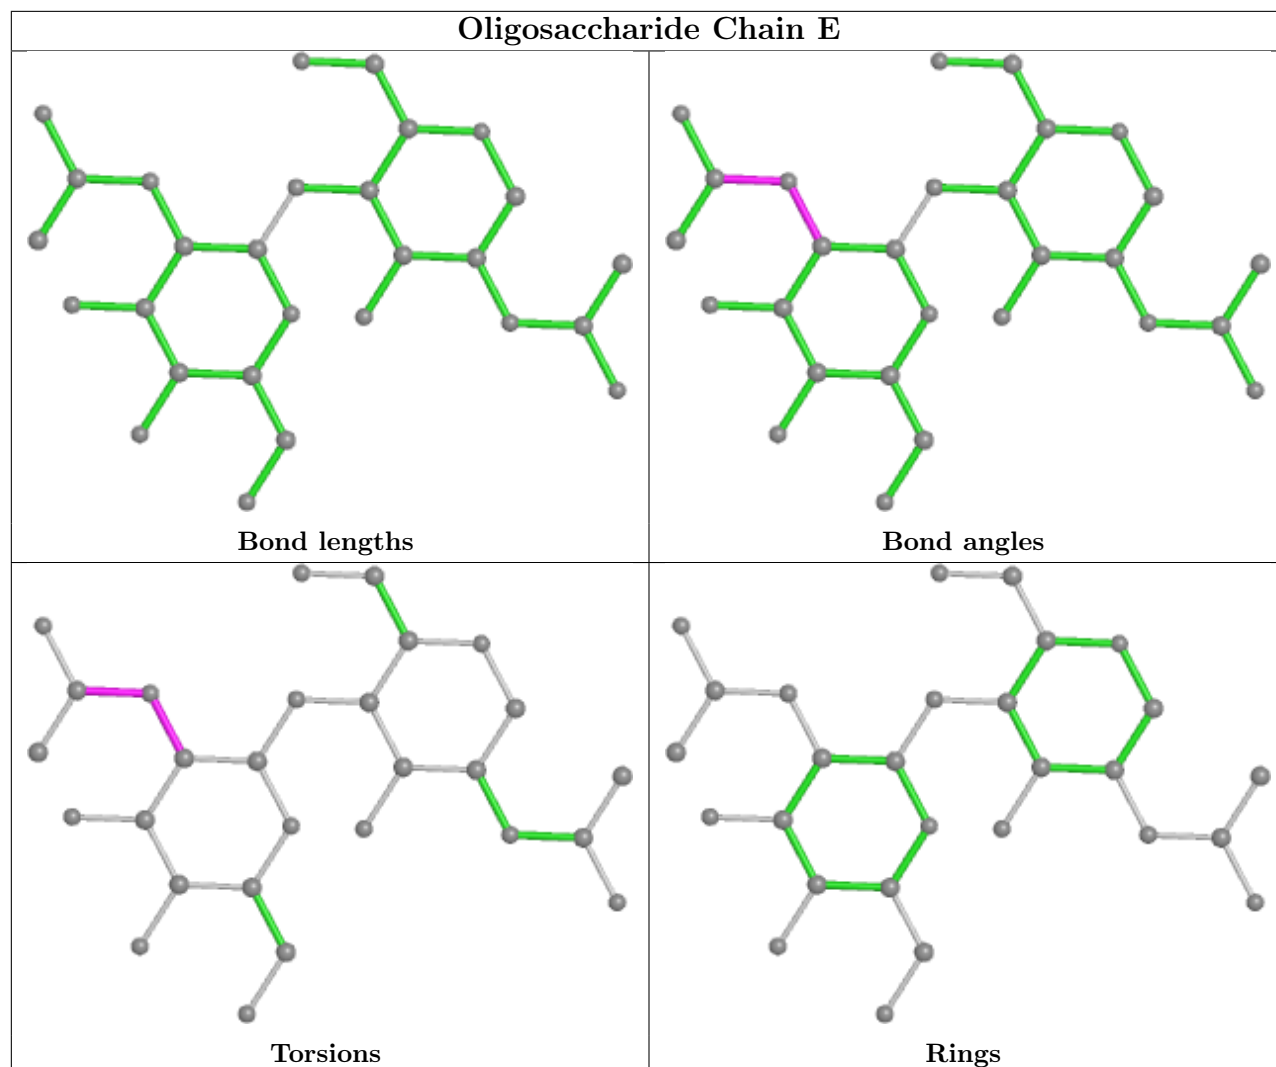 Oligosaccharide Chain E
Bond lengths
Bond angles
Torsions
Rings